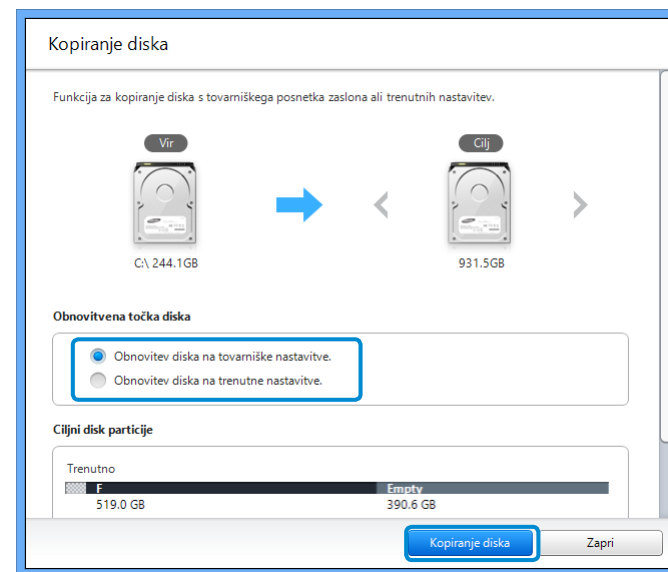 Kopiranje diska
Funkcija za kopiranje diska s tovarniškega posnetka zaslona ali trenutnih nastavitev.
Vir
Cilj
C:\ 244.1GB
931.5GB
Obnovitvena točka diska
Obnovitev diska na tovarniške nastavitve.
Obnovitev diska na trenutne nastavitve.
Ciljni disk particije
Trenutno
F
Empty
519.0 GB
390.6 GB
Kopiranje diska
Zapri